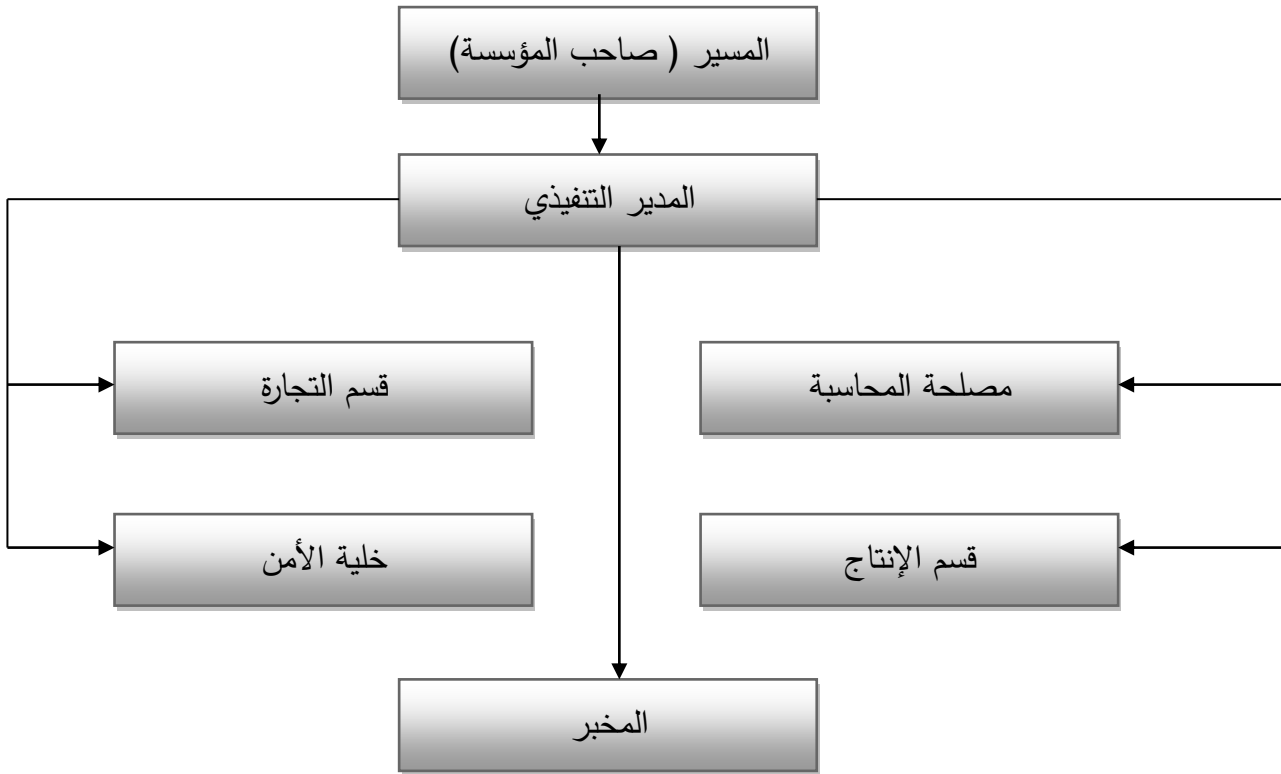 المسير ( صاحب المؤسسة)
المدير التنفيذي
مصلحة المحاسبة
قسم التجارة
قسم الإنتاج
خلية الأمن
المخبر